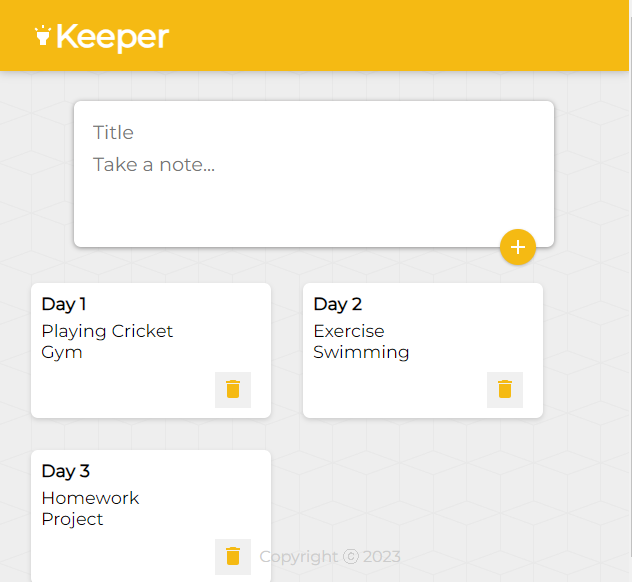 Keeper
Title
Take a note...
Day 1
Playing Cricket
Gym
Day 2
Exercise
Swimming
Day 3
Homework
Project
Copyright ⓒ 2023